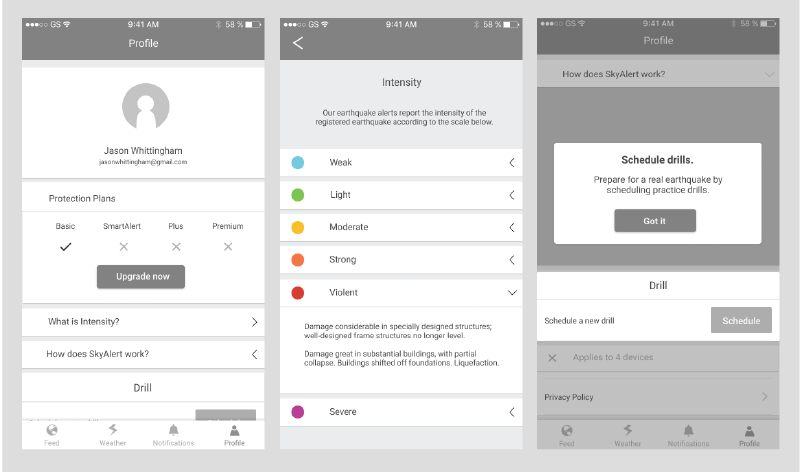 GS 9:41 AM 58 %
Profile
Jason Whittingham
jasonwhittingham@gmail.com
Protection Plans
Basic SmartAlert Plus Premium
Upgrade now
What is Intensity?
How does SkyAlert work?
Drill
Feed Weather Notifications Profile
GS 9:41 AM 58 %
Intensity
Our earthquake alerts report the intensity of the
registered earthquake according to the scale below.
Weak
Light
Moderate
Strong
Violent
Damage considerable in specially designed structures;
well-designed frame structures no longer level.
Damage great in substantial buildings, with partial
collapse. Buildings shifted off foundations. Liquefaction.
Severe
GS 9:41 AM 58 %
Profile
How does SkyAlert work?
Schedule drills.
Prepare for a real earthquake by
scheduling practice drills.
Got it
Drill
Schedule a new drill Schedule
Applies to 4 devices
Privacy Policy
Feed Weather Notifications Profile